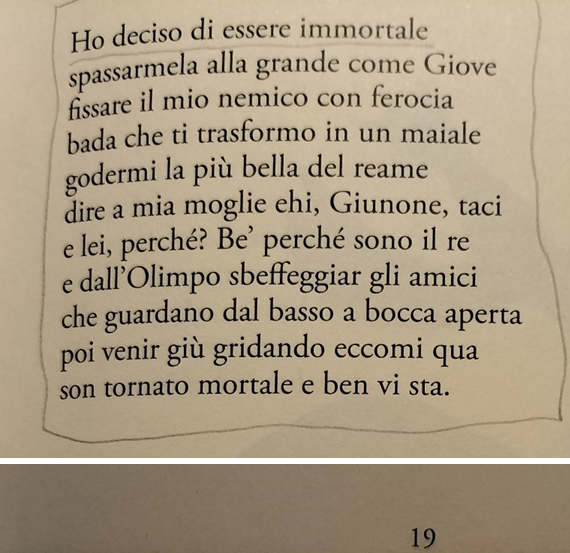 Ho deciso di essere immortale
spassarmela alla grande come Giove
fissare il mio nemico con ferocia
bada che ti trasformo in un maiale
godermi la più bella del reame
dire a mia moglie ehi, Giunone, taci
e lei, perché? Be’ perché sono il re
e dall’Olimpo sbeffeggiar gli amici
che guardano dal basso a bocca aperta
poi venir giù gridando eccomi qua
son tornato mortale e ben vi sta.
19